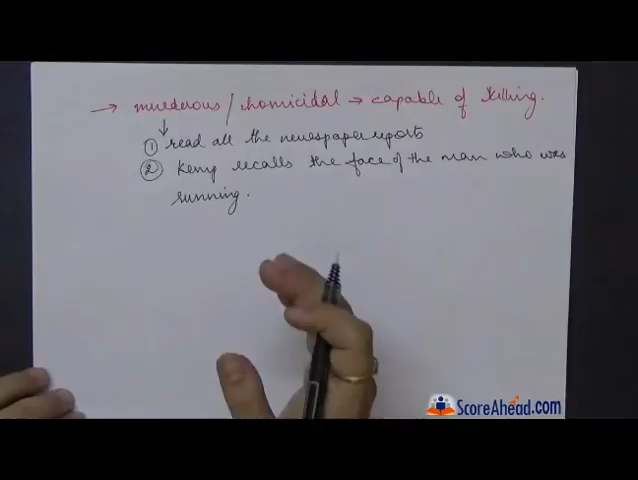 → murderous / homicidal → capable of killing.
↓
① read all the newspaper reports
② Kemp recalls the face of the man who was
running.
ScoreAhead.com